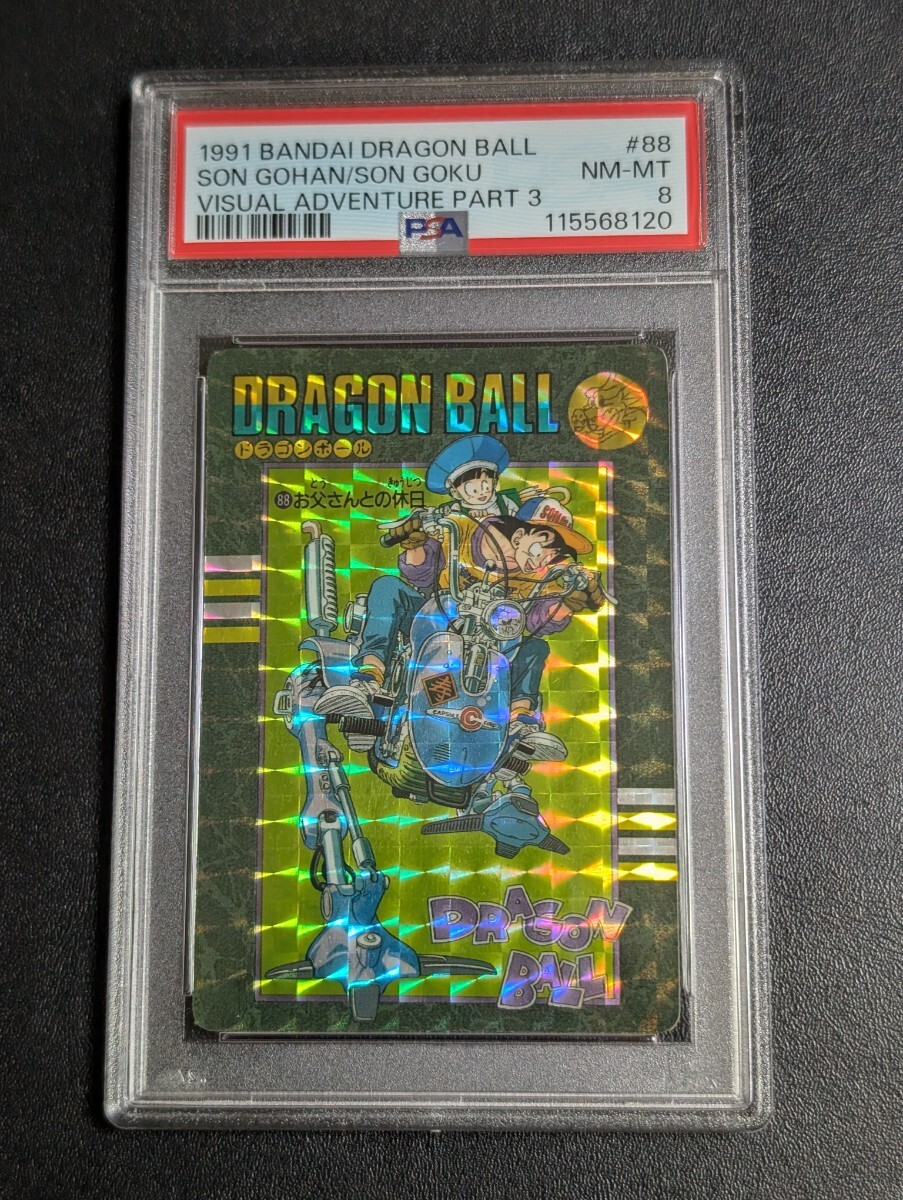 1991 BANDAI DRAGON BALL #88
SON GOHAN/SON GOKU NM-MT
VISUAL ADVENTURE PART 3 8
PSA 115568120
DRAGON BALL
ドラゴンボール
とう きゅうじつ
88 お父さんとの休日
SON
CAPSULE C CORP
DRAGON
BALL